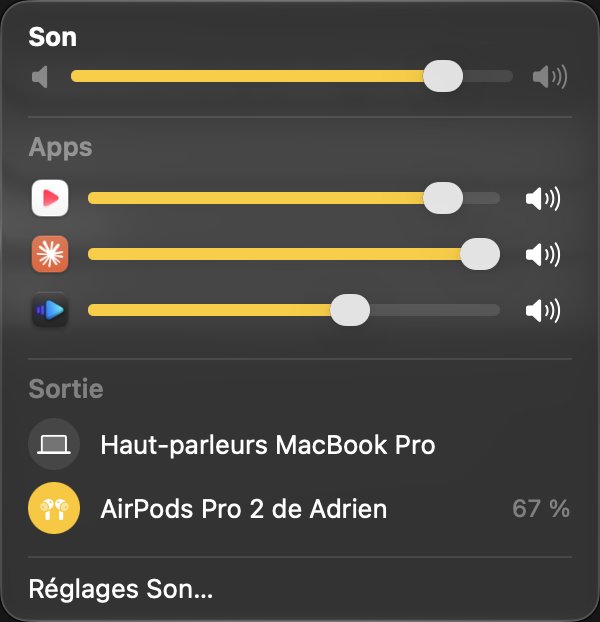 Son
Apps
Sortie
Haut-parleurs MacBook Pro
AirPods Pro 2 de Adrien
67 %
Réglages Son...